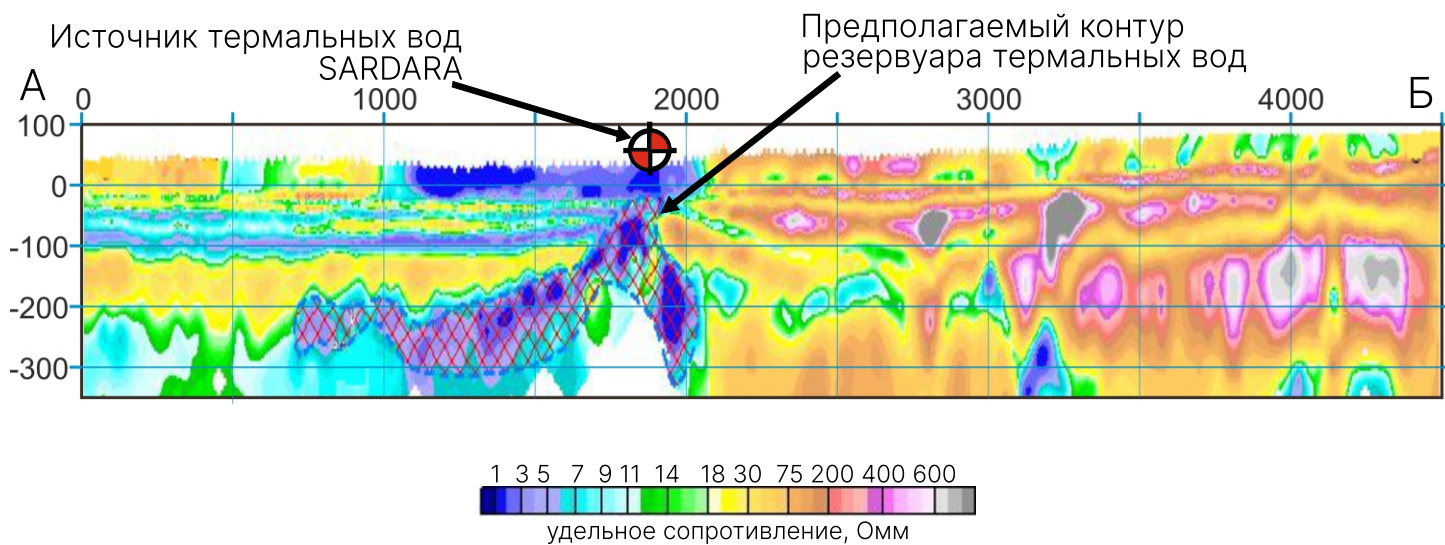 Источник термальных вод
SARDARA
Предполагаемый контур
резервуара термальных вод
А
Б
0 1000 2000 3000 4000
100
0
-100
-200
-300
1 3 5 7 9 11 14 18 30 75 200 400 600
удельное сопротивление, Омм